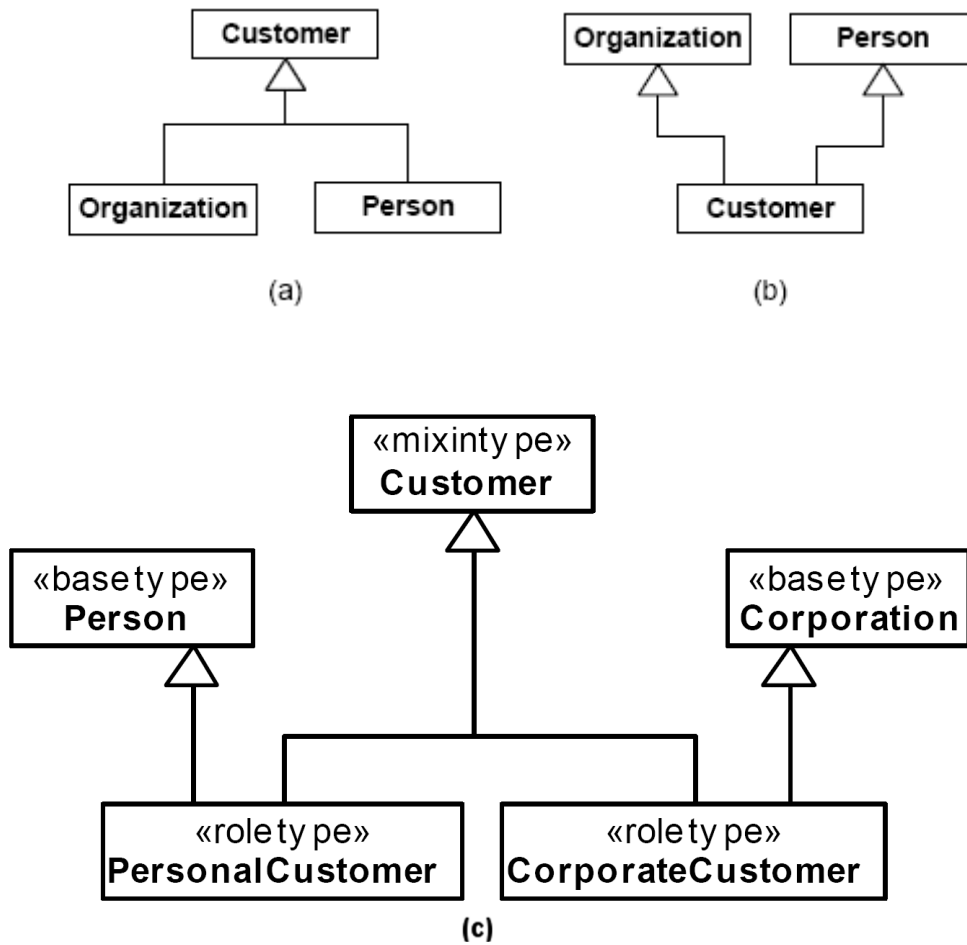 Customer
Organization
Person
(a)
Organization
Person
Customer
(b)
«mixintype»
Customer
«basetype»
Person
«basetype»
Corporation
«roletype»
PersonalCustomer
«roletype»
CorporateCustomer
(c)